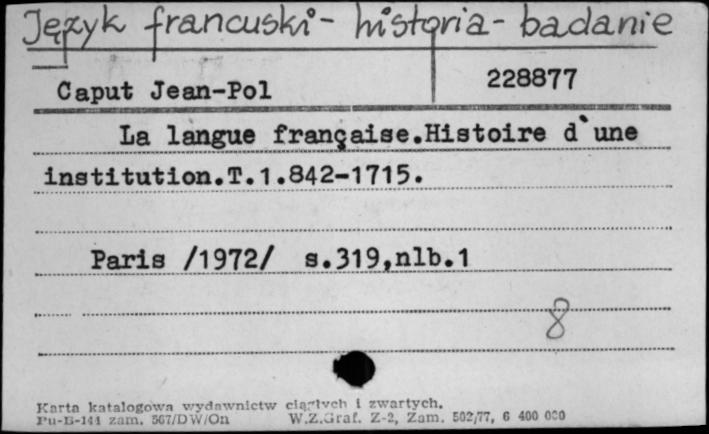 Język francuski - historia - badanie
Caput Jean-Pol 228877
La langue française.Histoire d`une
institution.T.1.842-1715.
Paris /1972/ s.319,nlb.1
8
Karta katalogowa wydawnictw ciągłych i zwartych.
Pu-B-141 zam. 567/DW/On W.Z.Graf. Z-2, Zam. 502/77, 6 400 000